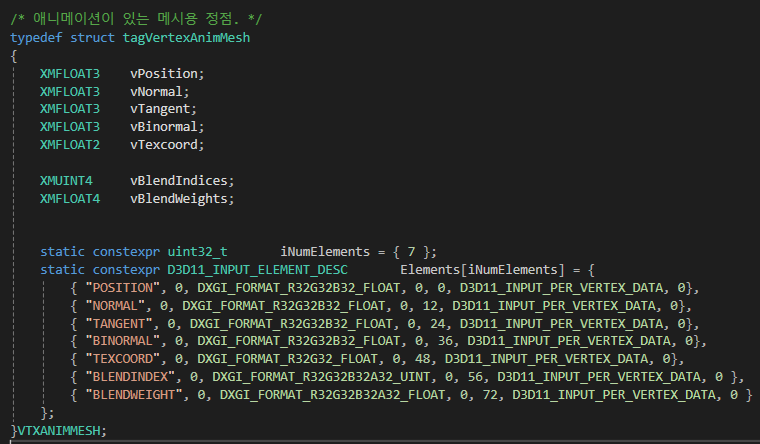 /* 애니메이션이 있는 메시용 정점. */
typedef struct tagVertexAnimMesh
{
XMFLOAT3 vPosition;
XMFLOAT3 vNormal;
XMFLOAT3 vTangent;
XMFLOAT3 vBinormal;
XMFLOAT2 vTexcoord;
XMUINT4 vBlendIndices;
XMFLOAT4 vBlendWeights;
static constexpr uint32_t iNumElements = { 7 };
static constexpr D3D11_INPUT_ELEMENT_DESC Elements[iNumElements] = {
{ "POSITION", 0, DXGI_FORMAT_R32G32B32_FLOAT, 0, 0, D3D11_INPUT_PER_VERTEX_DATA, 0},
{ "NORMAL", 0, DXGI_FORMAT_R32G32B32_FLOAT, 0, 12, D3D11_INPUT_PER_VERTEX_DATA, 0},
{ "TANGENT", 0, DXGI_FORMAT_R32G32B32_FLOAT, 0, 24, D3D11_INPUT_PER_VERTEX_DATA, 0},
{ "BINORMAL", 0, DXGI_FORMAT_R32G32B32_FLOAT, 0, 36, D3D11_INPUT_PER_VERTEX_DATA, 0},
{ "TEXCOORD", 0, DXGI_FORMAT_R32G32_FLOAT, 0, 48, D3D11_INPUT_PER_VERTEX_DATA, 0},
{ "BLENDINDEX", 0, DXGI_FORMAT_R32G32B32A32_UINT, 0, 56, D3D11_INPUT_PER_VERTEX_DATA, 0 },
{ "BLENDWEIGHT", 0, DXGI_FORMAT_R32G32B32A32_FLOAT, 0, 72, D3D11_INPUT_PER_VERTEX_DATA, 0 }
};
}VTXANIMMESH;